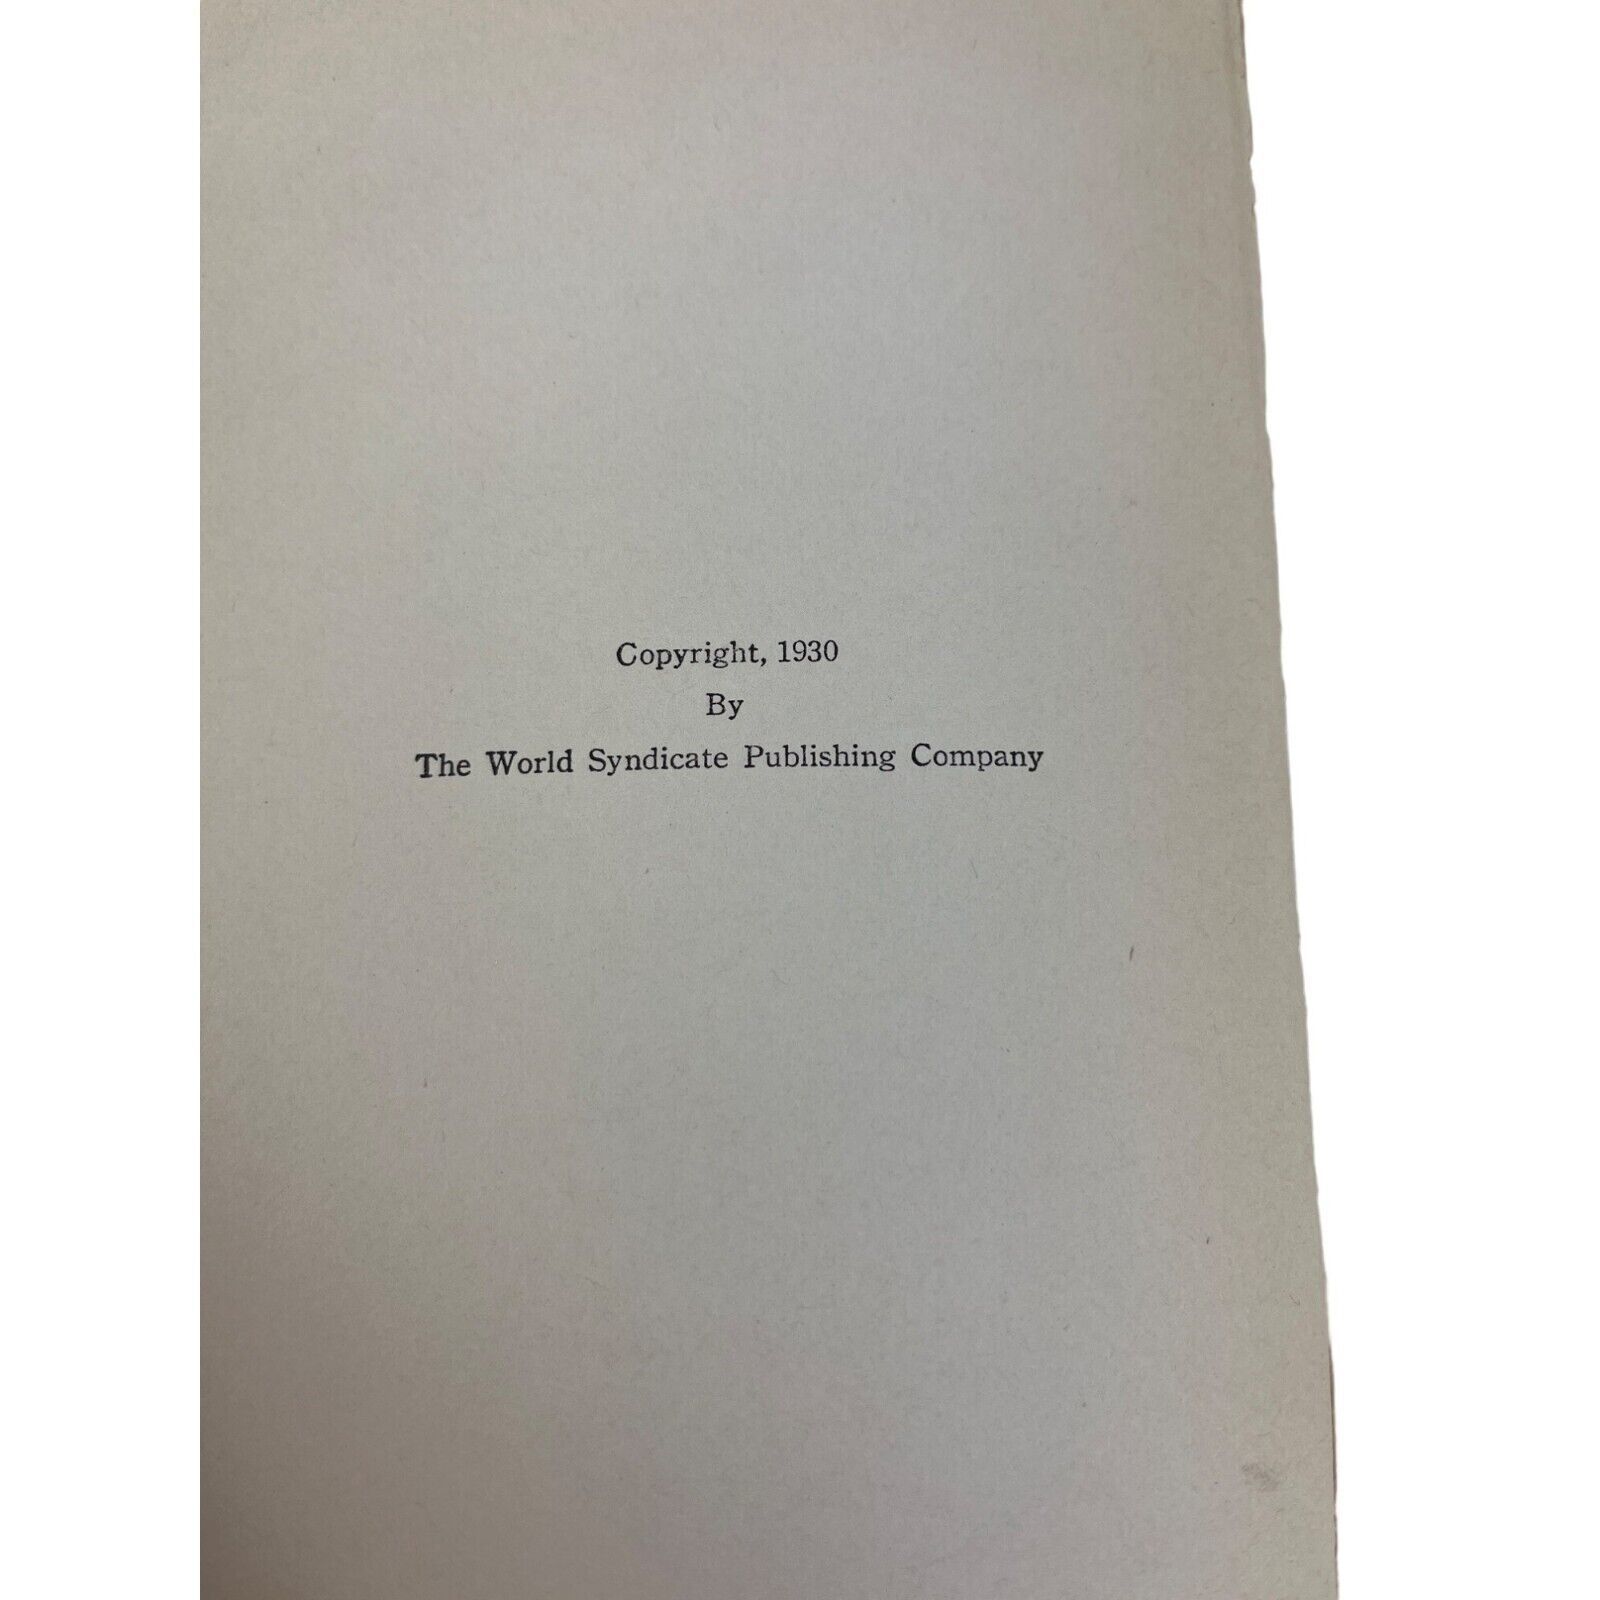 Copyright, 1930
By
The World Syndicate Publishing Company